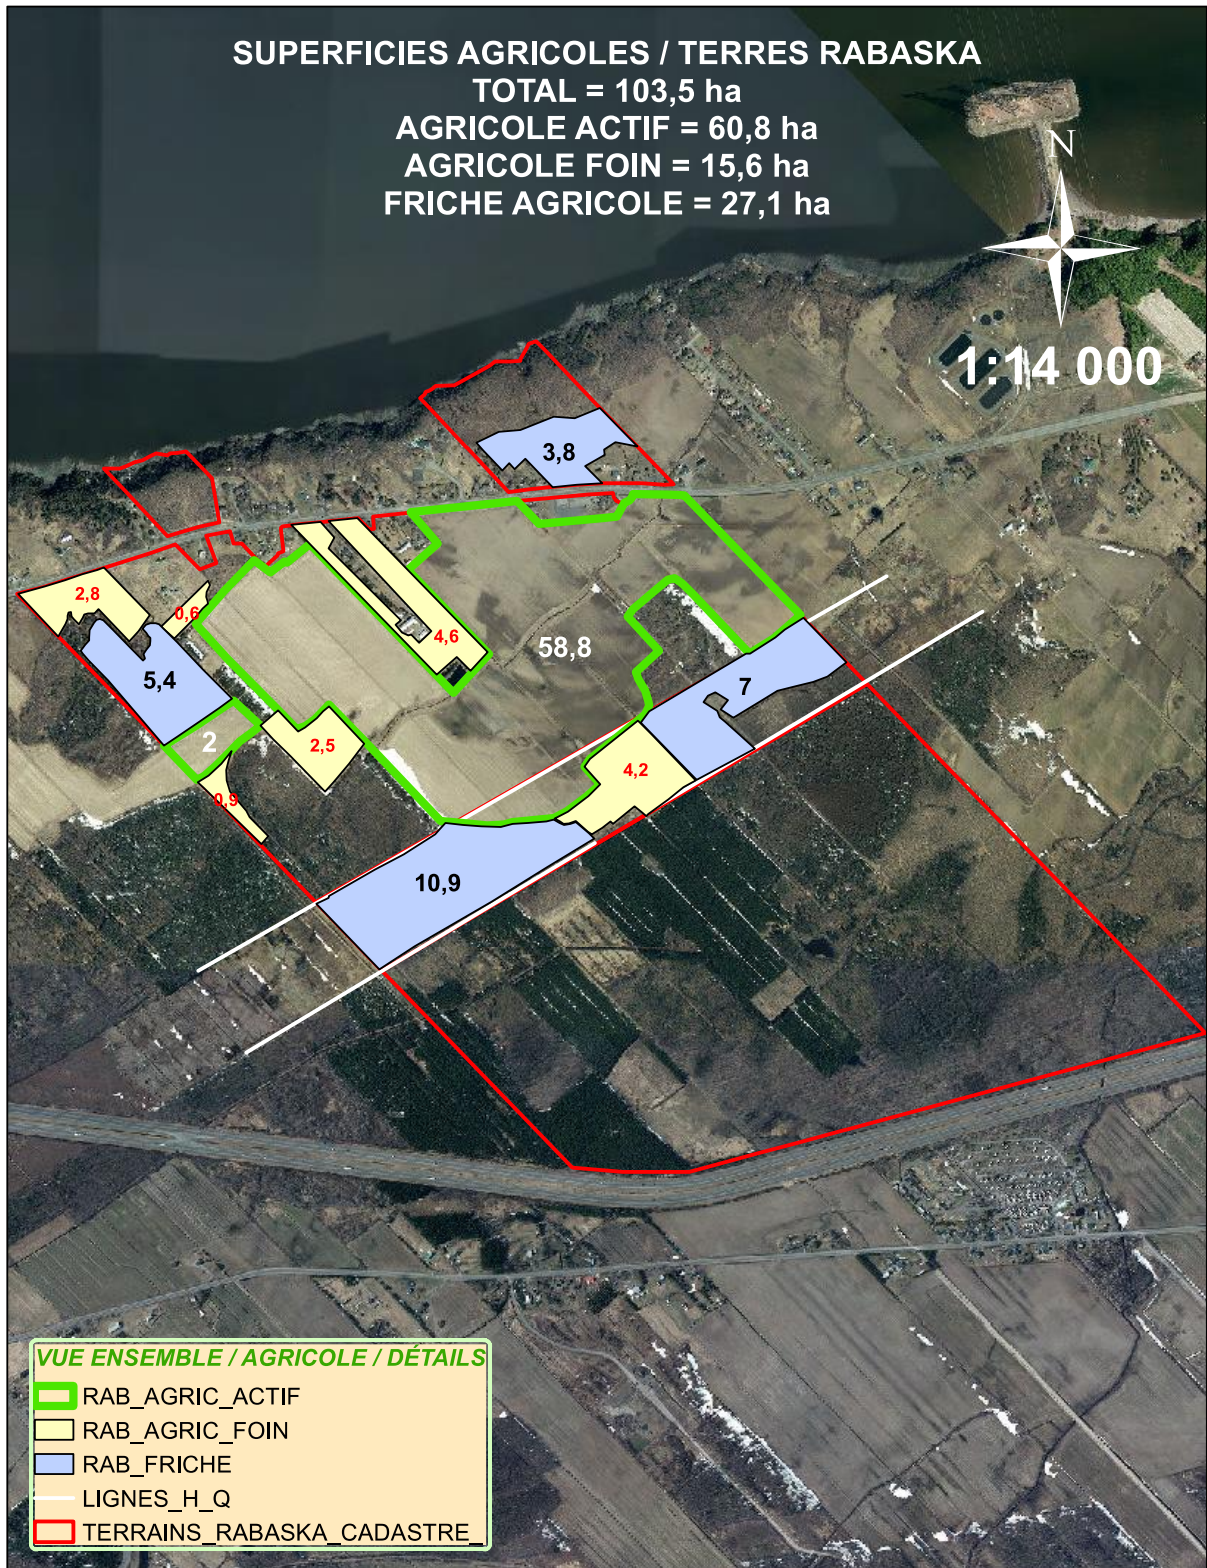 SUPERFICIES AGRICOLES / TERRES RABASKA
TOTAL = 103,5 ha
AGRICOLE ACTIF = 60,8 ha
AGRICOLE FOIN = 15,6 ha
FRICHE AGRICOLE = 27,1 ha
N
1:14 000
3,8
2,8
0,6
4,6
58,8
5,4
7
2
2,5
4,2
0,9
10,9
VUE ENSEMBLE / AGRICOLE / DÉTAILS
RAB_AGRIC_ACTIF
RAB_AGRIC_FOIN
RAB_FRICHE
LIGNES_H_Q
TERRAINS_RABASKA_CADASTRE_